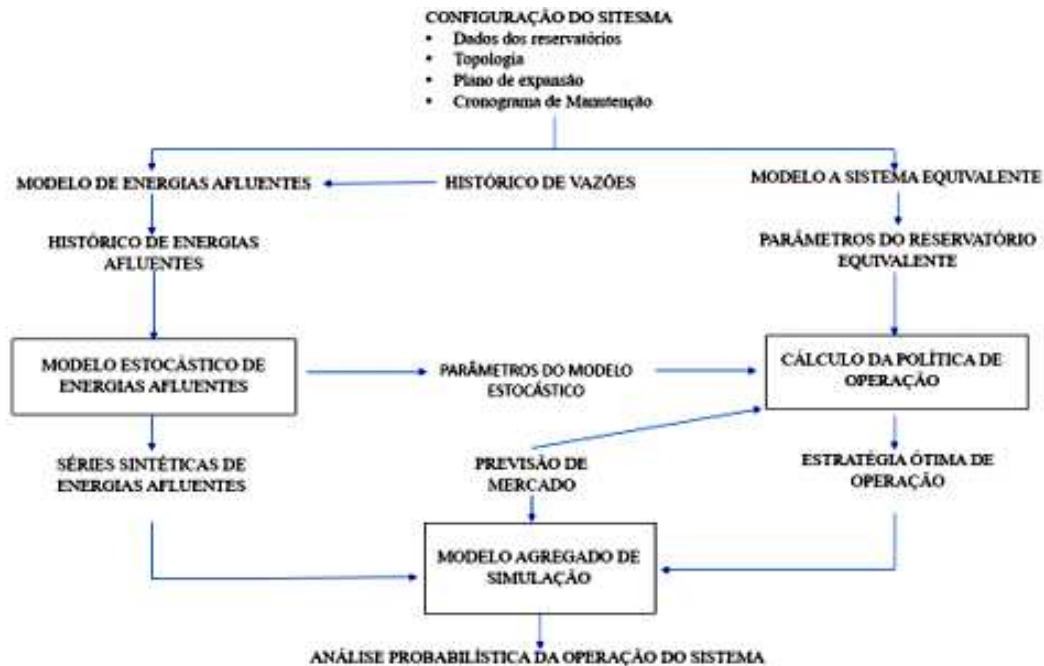 CONFIGURAÇÃO DO SITESMA
• Dados dos reservatórios
• Topologia
• Plano de expansão
• Cronograma de Manutenção
MODELO DE ENERGIAS AFLUENTES
HISTÓRICO DE VAZÕES
MODELO A SISTEMA EQUIVALENTE
HISTÓRICO DE ENERGIAS
AFLUENTES
PARÂMETROS DO RESERVATÓRIO
EQUIVALENTE
MODELO ESTOCÁSTICO DE
ENERGIAS AFLUENTES
PARÂMETROS DO MODELO
ESTOCÁSTICO
CÁLCULO DA POLÍTICA DE
OPERAÇÃO
SÉRIES SINTÉTICAS DE
ENERGIAS AFLUENTES
PREVISÃO DE
MERCADO
ESTRATÉGIA ÓTIMA DE
OPERAÇÃO
MODELO AGREGADO DE
SIMULAÇÃO
ANÁLISE PROBABILÍSTICA DA OPERAÇÃO DO SISTEMA